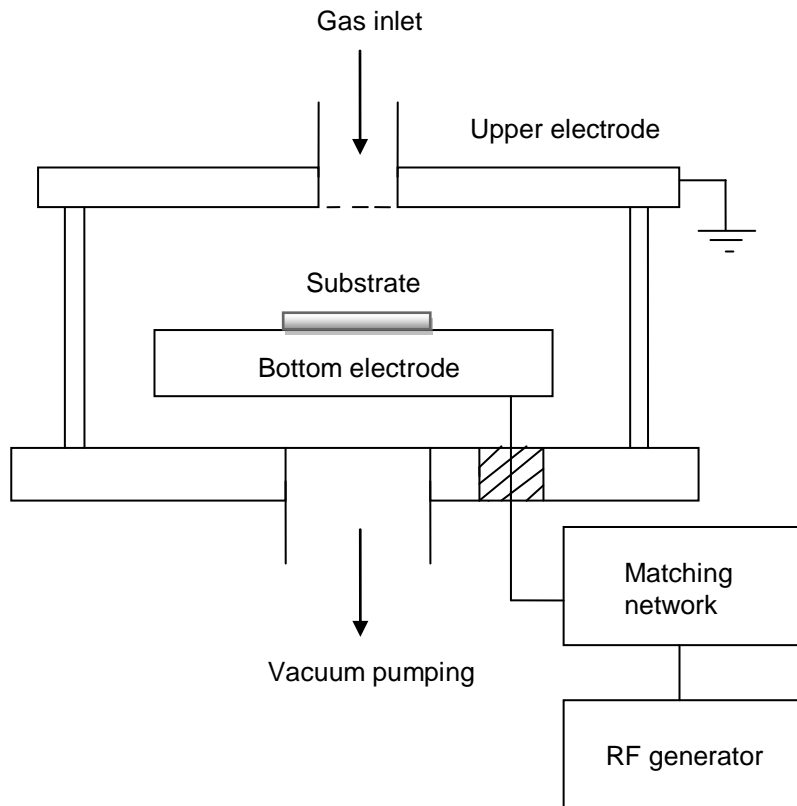 Gas inlet
Upper electrode
Substrate
Bottom electrode
Matching
network
Vacuum pumping
RF generator